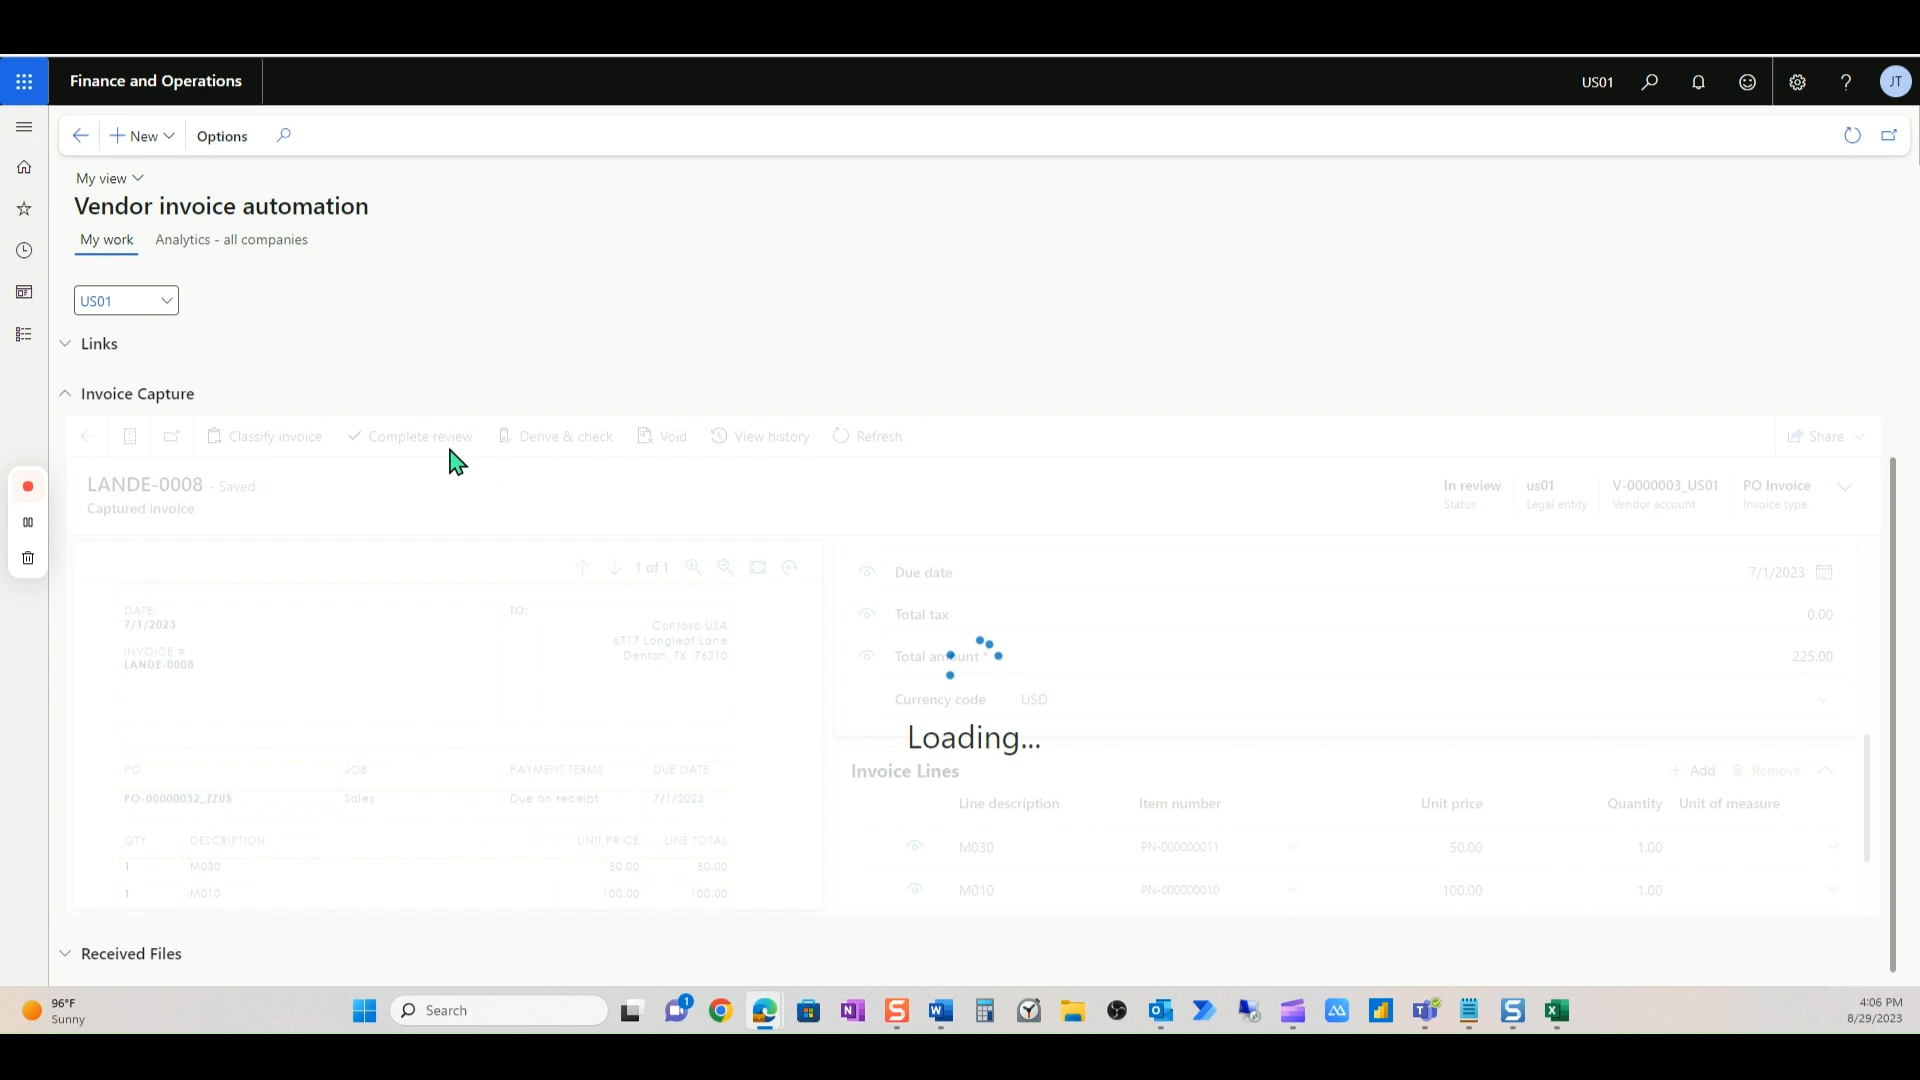 Finance and Operations
US01
JT
New
Options
My view
Vendor invoice automation
My work
Analytics - all companies
US01
Links
Invoice Capture
Classify invoice
Complete review
Derive & check
Void
View history
Refresh
Share
LANDE-0008 - Saved
Captured invoice
In review
Status
us01
Legal entity
V-0000003_US01
Vendor account
PO Invoice
Invoice type
1 of 1
DATE:
7/1/2023
INVOICE #
LANDE-0008
TO:
Contoso USA
6717 Longleaf Lane
Denton, TX 76210
PO JOB PAYMENT TERMS DUE DATE
PO-00000032_ZZUS Sales Due on receipt 7/1/2023
QTY DESCRIPTION UNIT PRICE LINE TOTAL
1 M030 50.00 50.00
1 M010 100.00 100.00
Due date 7/1/2023
Total tax 0.00
Total amount * 225.00
Currency code USD
Loading...
Invoice Lines
Add
Remove
Line description Item number Unit price Quantity Unit of measure
M030 PN-000000011 50.00 1.00
M010 PN-000000010 100.00 1.00
Received Files
96°F
Sunny
Search
1
4:06 PM
8/29/2023